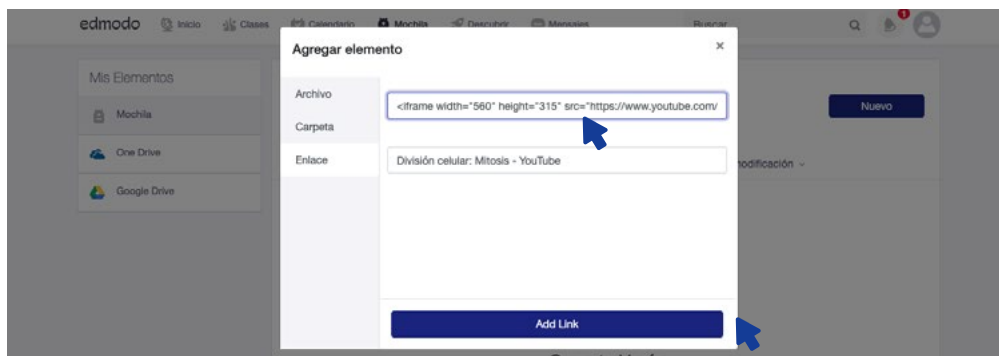 edmodo Inicio Clases Calendario Mochila Descubrir Mensajes Buscar 1
Agregar elemento ×
Mis Elementos
Mochila
One Drive
Google Drive
Archivo
Carpeta
Enlace
<iframe width="560" height="315" src="https://www.youtube.com/
División celular: Mitosis - YouTube
Nuevo
modificación
Add Link